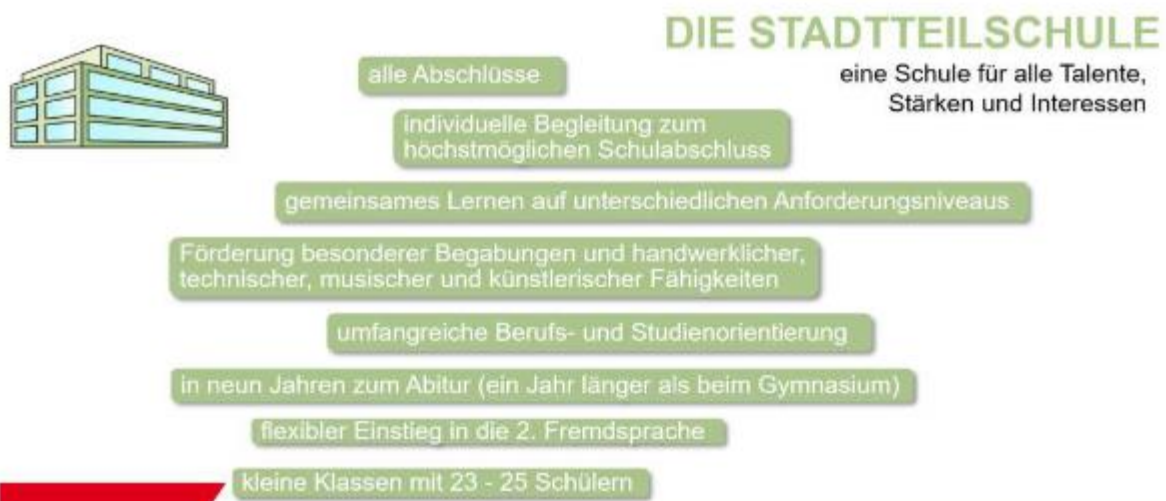 DIE STADTTEILSCHULE
eine Schule für alle Talente,
Stärken und Interessen
alle Abschlüsse
individuelle Begleitung zum
höchstmöglichen Schulabschluss
gemeinsames Lernen auf unterschiedlichen Anforderungsniveaus
Förderung besonderer Begabungen und handwerklicher,
technischer, musischer und künstlerischer Fähigkeiten
umfangreiche Berufs- und Studienorientierung
in neun Jahren zum Abitur (ein Jahr länger als beim Gymnasium)
flexibler Einstieg in die 2. Fremdsprache
kleine Klassen mit 23 - 25 Schülern